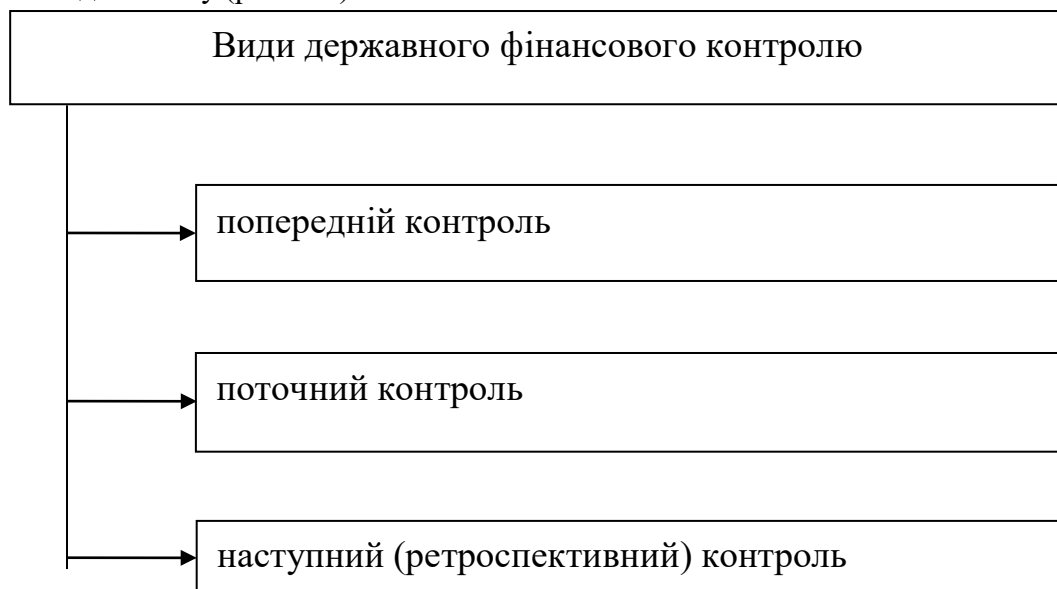 Види державного фінансового контролю
попередній контроль
поточний контроль
наступний (ретроспективний) контроль